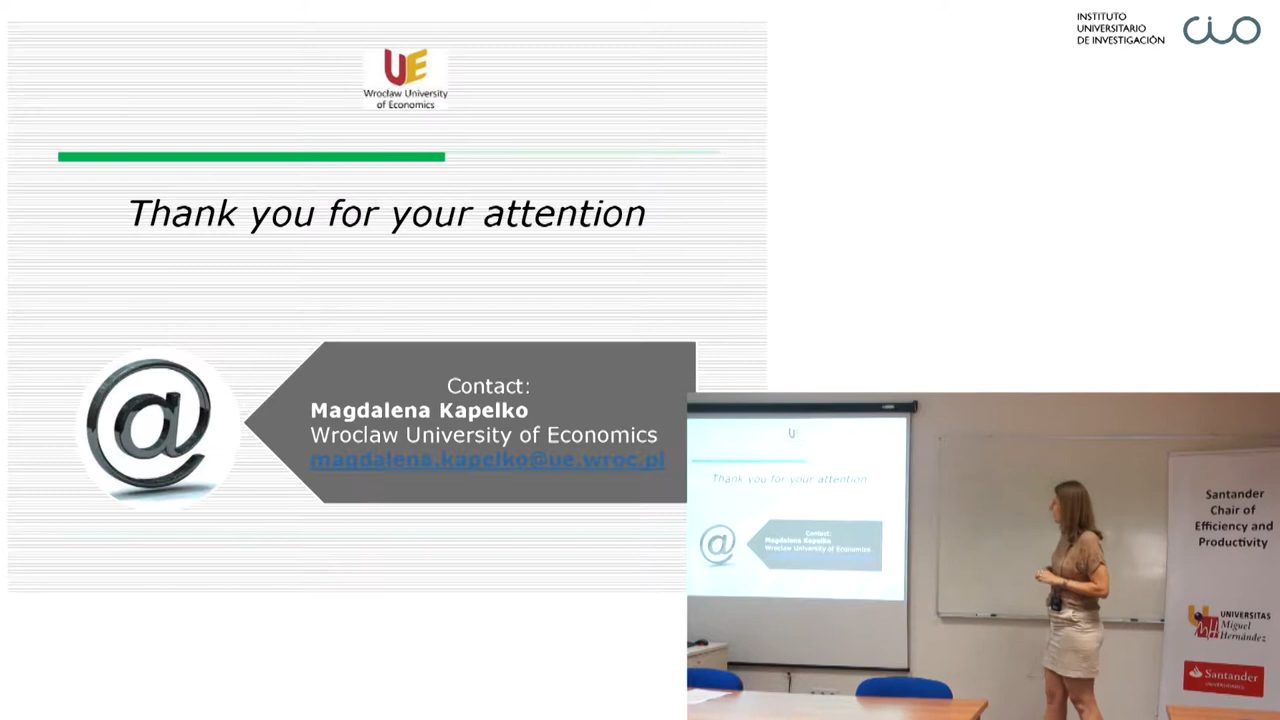 INSTITUTO
UNIVERSITARIO
DE INVESTIGACIÓN
CIO
UE
Wrocław University
of Economics
Thank you for your attention
@
Contact:
Magdalena Kapelko
Wroclaw University of Economics
magdalena.kapelko@ue.wroc.pl
Thank you for your attention
@
Contact:
Magdalena Kapelko
Wroclaw University of Economics
Santander
Chair of
Efficiency and
Productivity
UNIVERSITAS
Miguel
Hernández
Santander